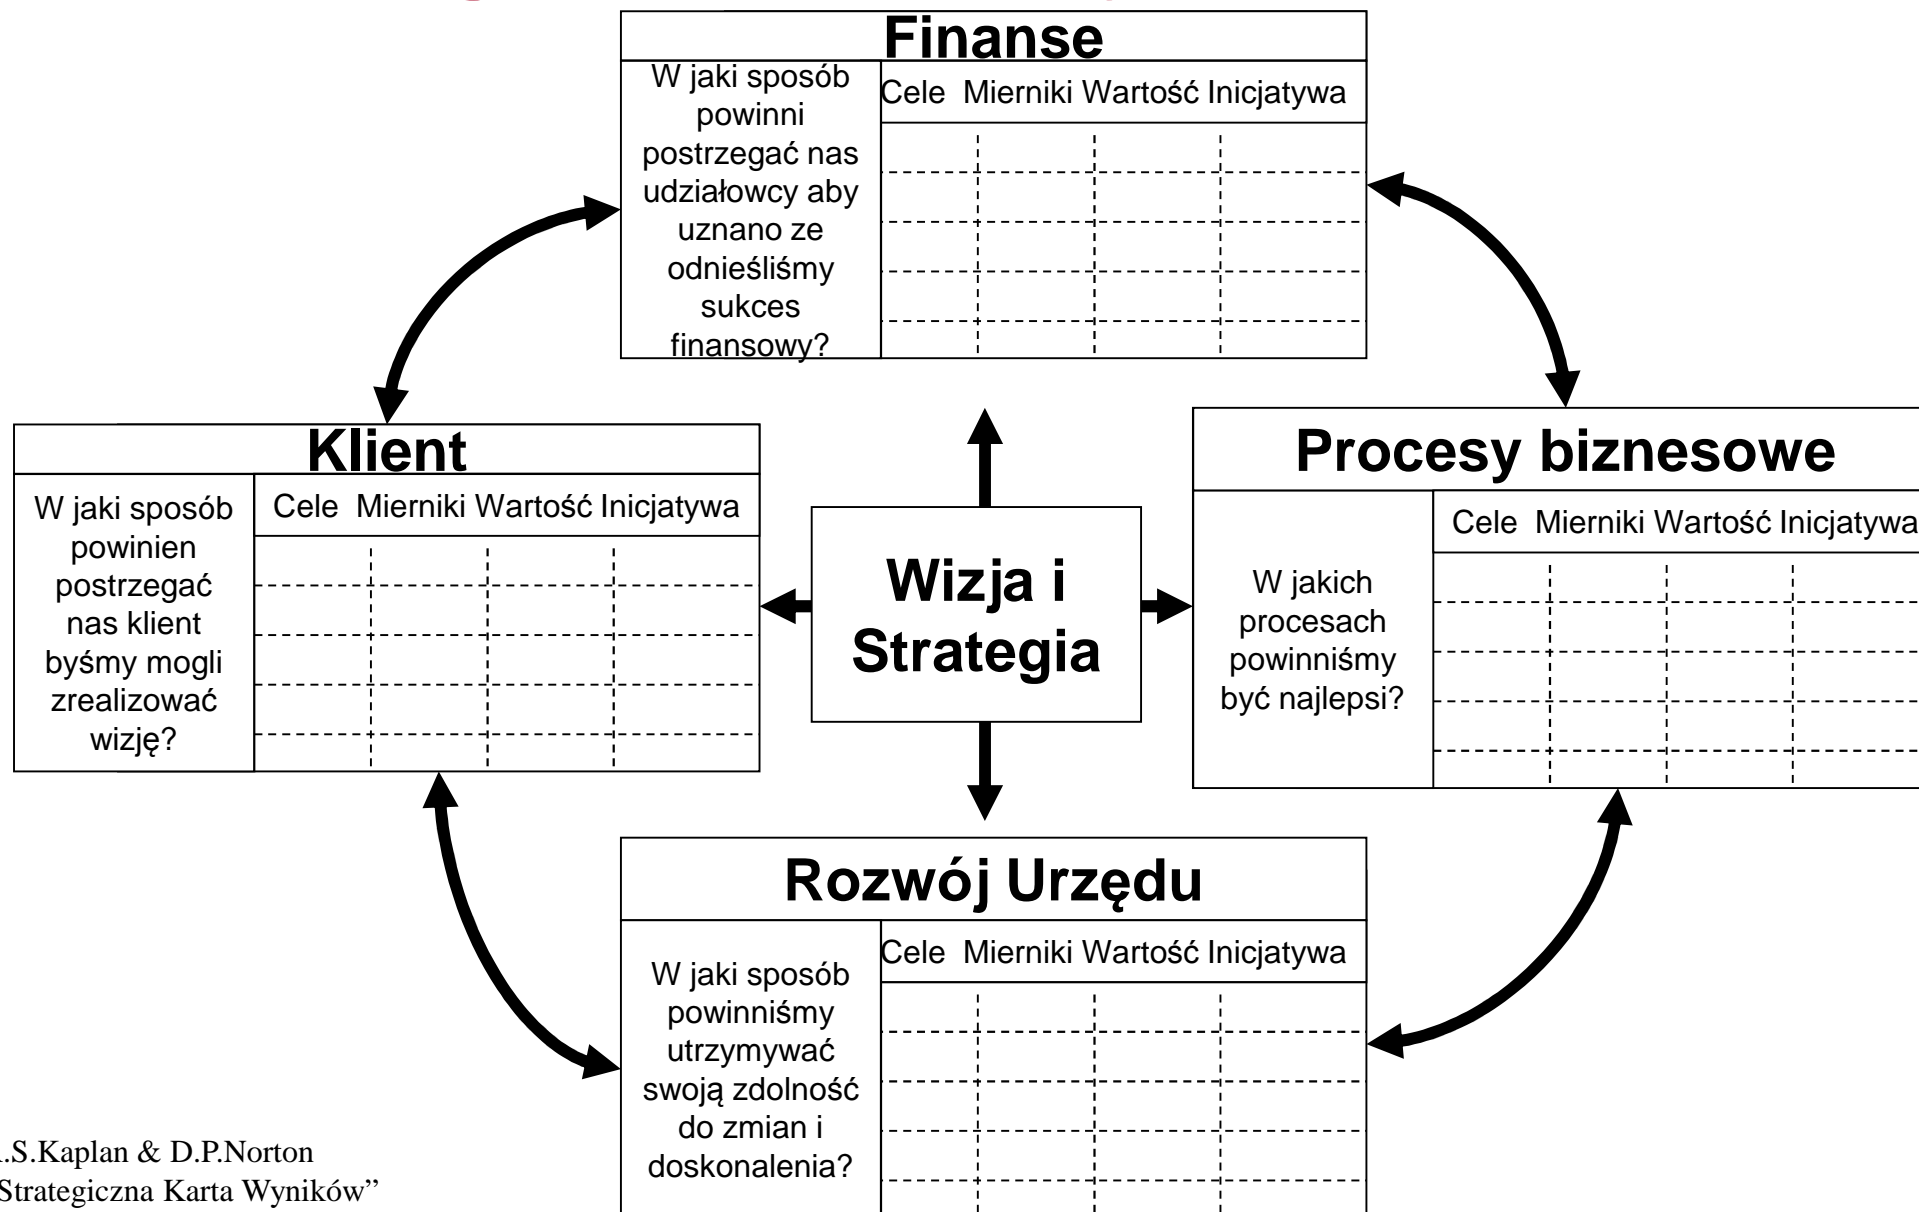 Finanse
W jaki sposób
powinni
postrzegać nas
udziałowcy aby
uznano ze
odnieśliśmy
sukces
finansowy?
Cele Mierniki Wartość Inicjatywa
Klient
W jaki sposób
powinien
postrzegać
nas klient
byśmy mogli
zrealizować
wizję?
Cele Mierniki Wartość Inicjatywa
Wizja i
Strategia
Procesy biznesowe
W jakich
procesach
powinniśmy
być najlepsi?
Cele Mierniki Wartość Inicjatywa
Rozwój Urzędu
W jaki sposób
powinniśmy
utrzymywać
swoją zdolność
do zmian i
doskonalenia?
Cele Mierniki Wartość Inicjatywa
.S.Kaplan & D.P.Norton
Strategiczna Karta Wyników”